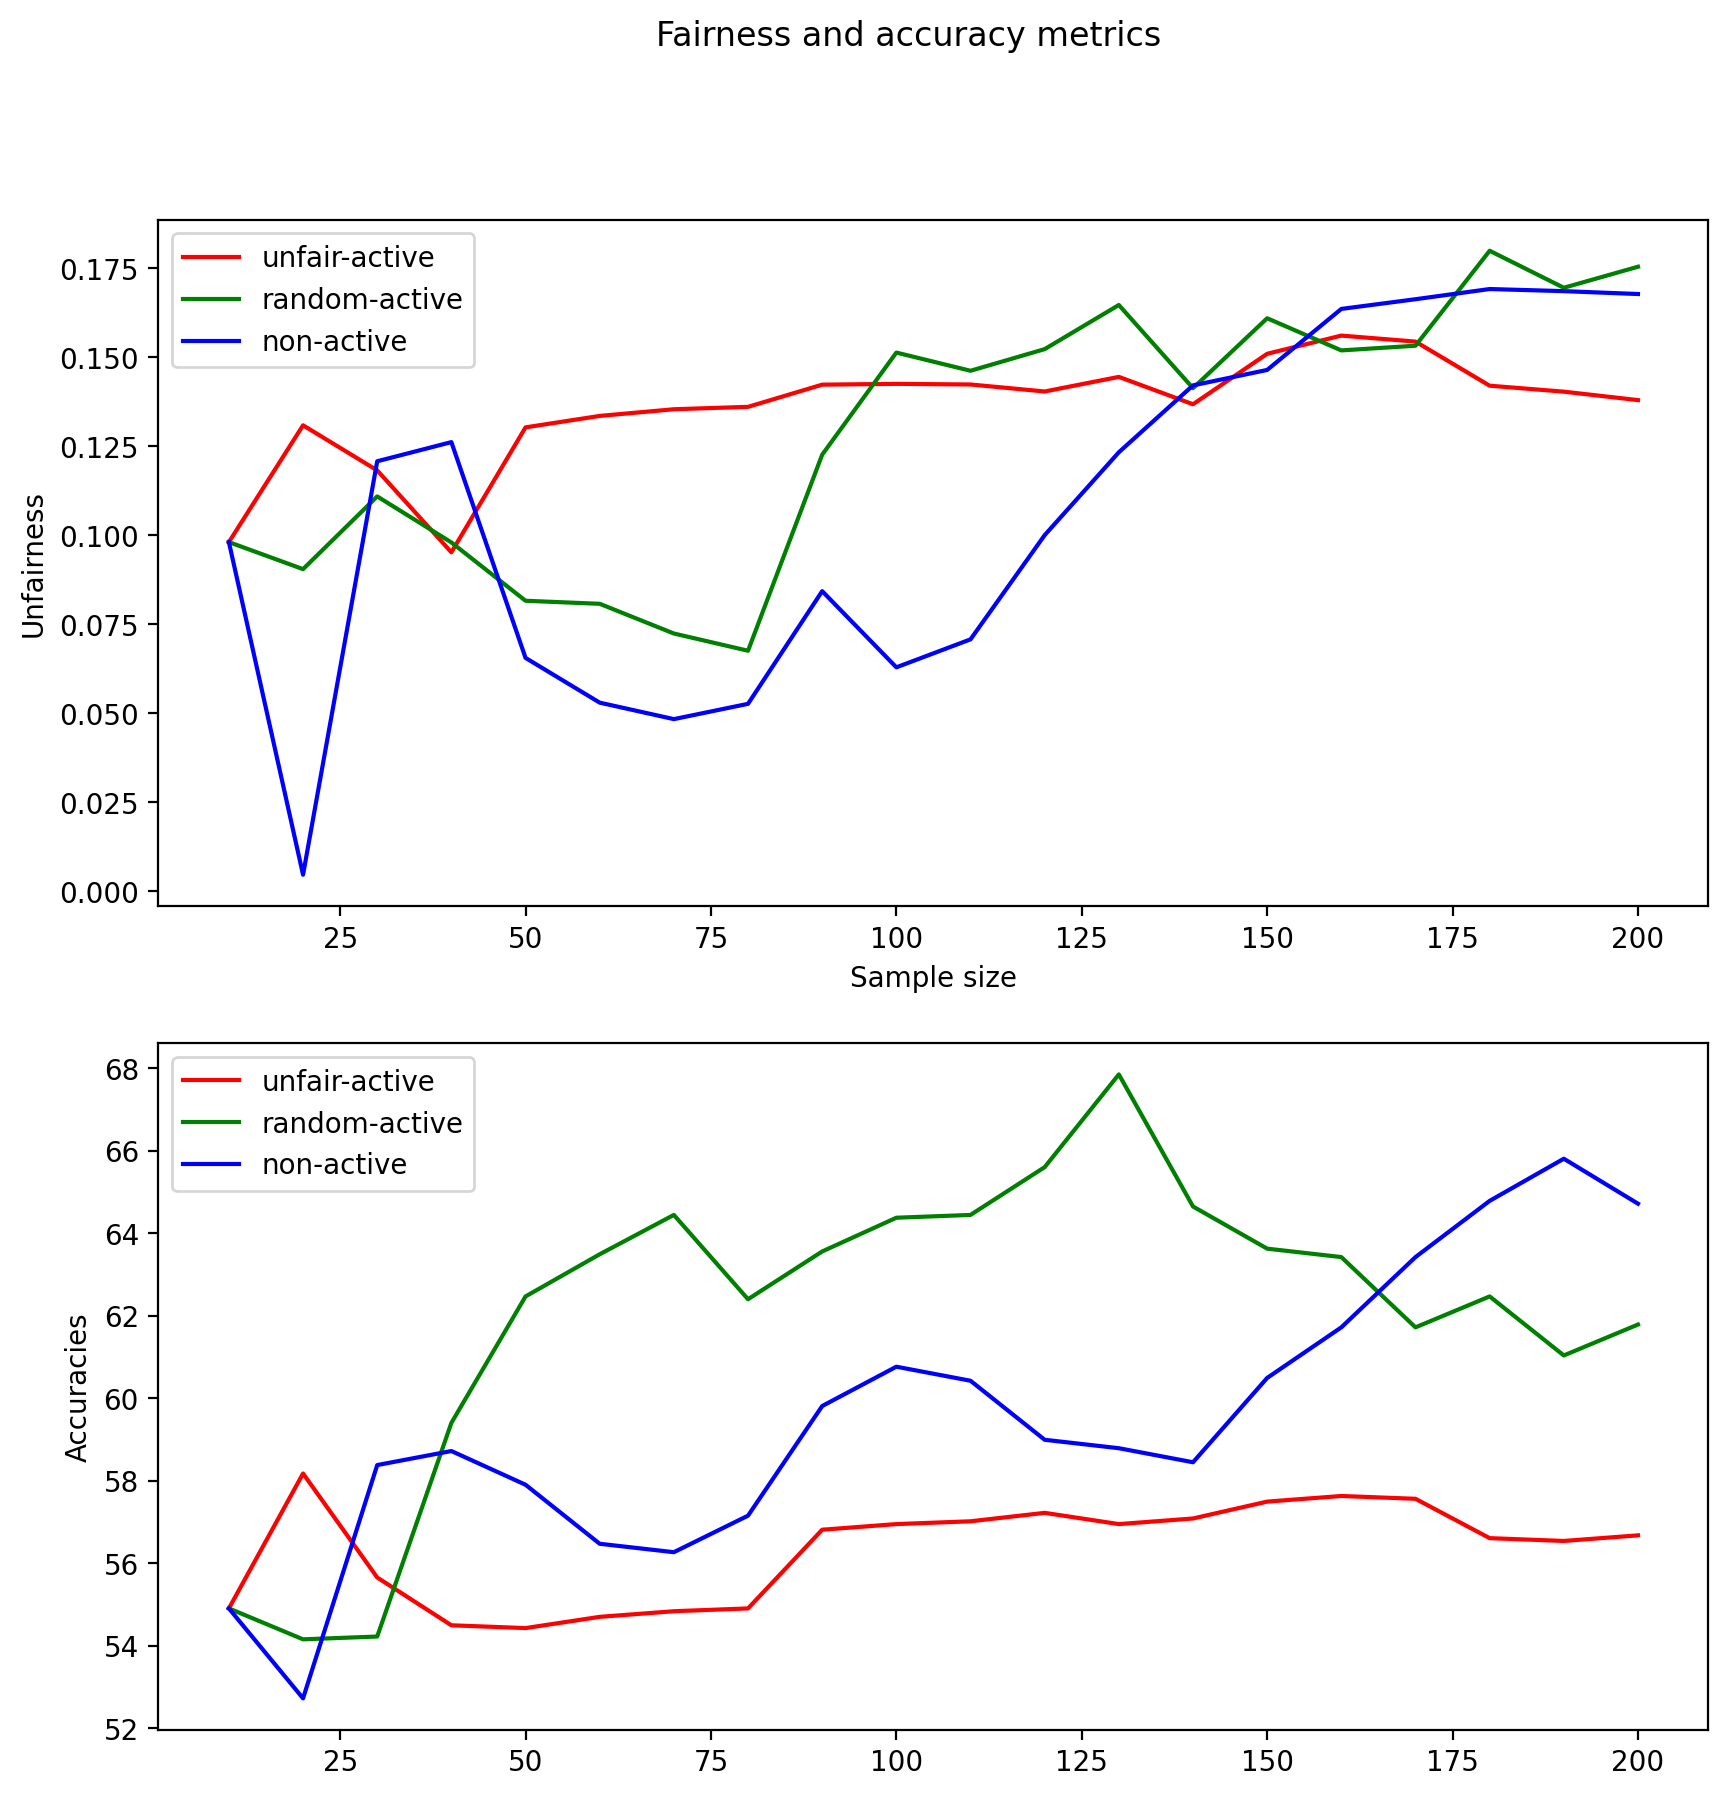 Fairness and accuracy metrics
unfair-active
random-active
non-active
0.175
0.150
0.125
0.100
0.075
0.050
0.025
0.000
Unfairness
25 50 75 100 125 150 175 200
Sample size
unfair-active
random-active
non-active
68
66
64
62
60
58
56
54
52
Accuracies
25 50 75 100 125 150 175 200